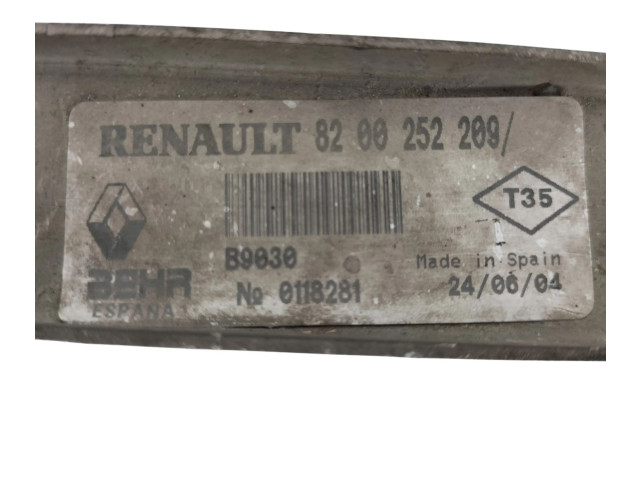 RENAULT 82 00 252 209/
T35
B9030
Made in Spain
BEHR
Nº 0118281
24/06/04
ESPAÑA